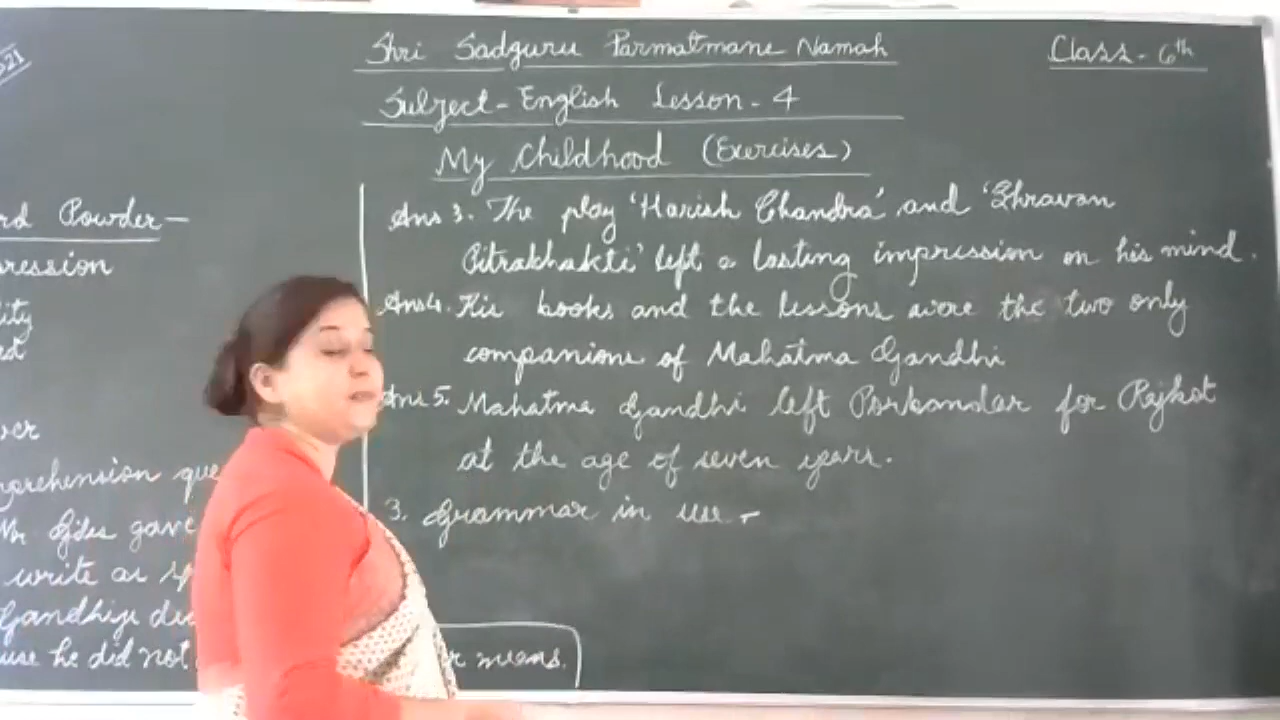 Shri Sadguru Parmatmane Namah
Class - 6th
Subject - English Lesson - 4
My Childhood (Exercises)
rd Powder —
ression
ity
ed
ver
prehension que
Mr Giles gave
write as sp
Gandhiji di
use he did not
r means.
Ans 3. The play 'Harish Chandra' and 'Shravan
Pitrabhakti' left a lasting impression on his mind.
Ans 4. His books and the lessons were the two only
companions of Mahatma Gandhi
Ans 5. Mahatma Gandhi left Porbandar for Rajkot
at the age of seven years.
3. Grammar in use -